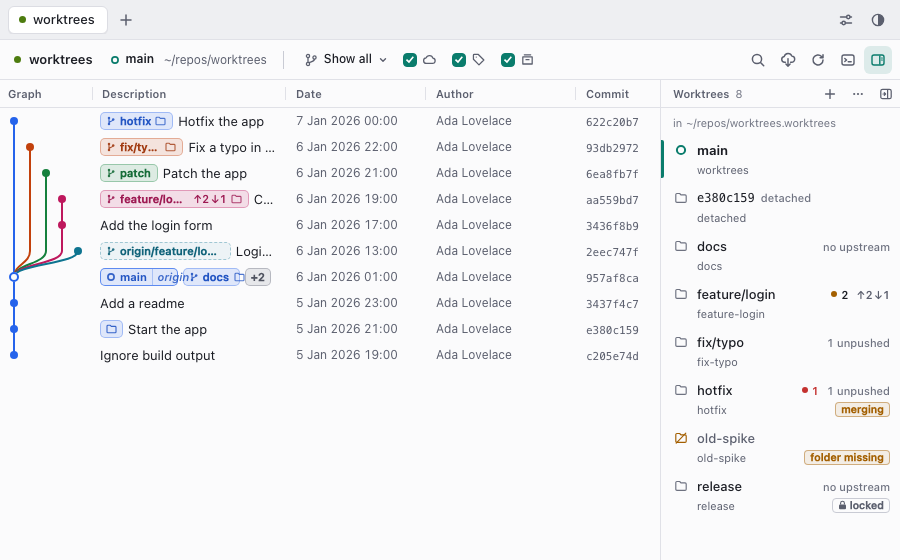 worktrees
worktrees main ~/repos/worktrees Show all
Graph Description Date Author Commit
hotfix Hotfix the app 7 Jan 2026 00:00 Ada Lovelace 622c20b7
fix/ty... Fix a typo in ... 6 Jan 2026 22:00 Ada Lovelace 93db2972
patch Patch the app 6 Jan 2026 21:00 Ada Lovelace 6ea8fb7f
feature/lo... ↑2↓1 C... 6 Jan 2026 19:00 Ada Lovelace aa559bd7
Add the login form 6 Jan 2026 17:00 Ada Lovelace 3436f8b9
origin/feature/lo... Logi... 6 Jan 2026 13:00 Ada Lovelace 2eec747f
main origin docs +2 6 Jan 2026 01:00 Ada Lovelace 957af8ca
Add a readme 5 Jan 2026 23:00 Ada Lovelace 3437f4c7
Start the app 5 Jan 2026 21:00 Ada Lovelace e380c159
Ignore build output 5 Jan 2026 19:00 Ada Lovelace c205e74d
Worktrees 8
in ~/repos/worktrees.worktrees
main
worktrees
e380c159 detached
detached
docs no upstream
docs
feature/login 2 ↑2↓1
feature-login
fix/typo 1 unpushed
fix-typo
hotfix 1 1 unpushed
hotfix merging
old-spike
old-spike folder missing
release no upstream
release locked